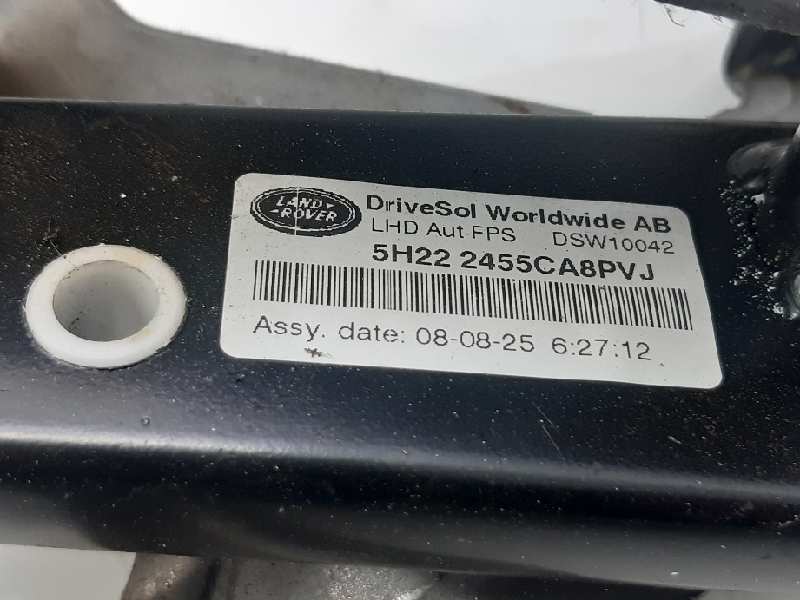 LAND
ROVER
DriveSol Worldwide AB
LHD Aut FPS DSW10042
5H22 2455CA8PVJ
Assy. date: 08-08-25 6:27:12